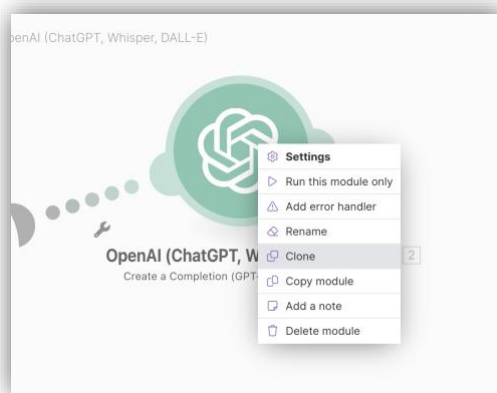 penAI (ChatGPT, Whisper, DALL-E)
Settings
Run this module only
Add error handler
Rename
OpenAI (ChatGPT, W
Clone
2
Create a Completion (GPT-
Copy module
Add a note
Delete module